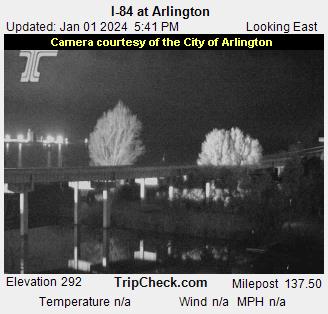 I-84 at Arlington
Updated: Jan 01 2024 5:41 PM Looking East
Camera courtesy of the City of Arlington
Elevation 292 TripCheck.com Milepost 137.50
Temperature n/a Wind n/a MPH n/a